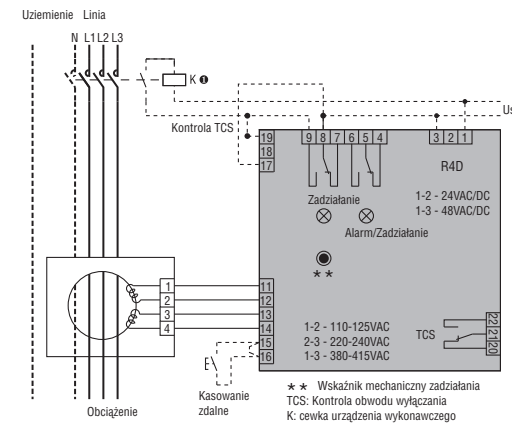 Uziemienie Linia
N L1 L2 L3
K ❶
Us
Kontrola TCS
19
18
17
9 8 7 6 5 4
3 2 1
R4D
Zadziałanie
1-2 - 24VAC/DC
1-3 - 48VAC/DC
Alarm/Zadziałanie
* *
1
2
3
4
11
12
13
14
15
16
1-2 - 110-125VAC
2-3 - 220-240VAC
1-3 - 380-415VAC
TCS
22
21
20
E
Kasowanie
zdalne
Obciążenie
* * Wskaźnik mechaniczny zadziałania
TCS: Kontrola obwodu wyłączania
K: cewka urządzenia wykonawczego